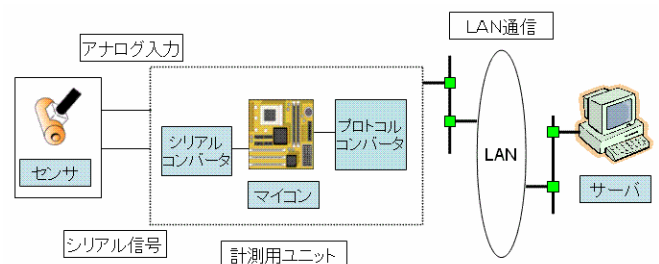 LAN通信
アナログ入力
シリアル
コンバータ
プロトコル
コンバータ
センサ
マイコン
LAN
サーバ
シリアル信号
計測用ユニット